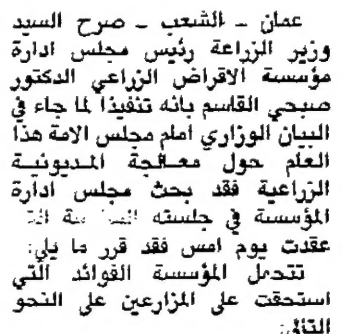 عمان - الشعب - صرح السيد
وزير الزراعة رئيس مجلس ادارة
مؤسسة الاقراض الزراعي الدكتور
صبحي القاسم بانه تنفيذا لما جاء في
البيان الوزاري امام مجلس الامة هذا
العام حول معالجة المديونية
الزراعية فقد بحث مجلس ادارة
المؤسسة في جلسته
عقدت يوم امس فقد قرر ما يلي:
تتحمل المؤسسة الفوائد التي
استحقت على المزارعين على النحو
التالي: